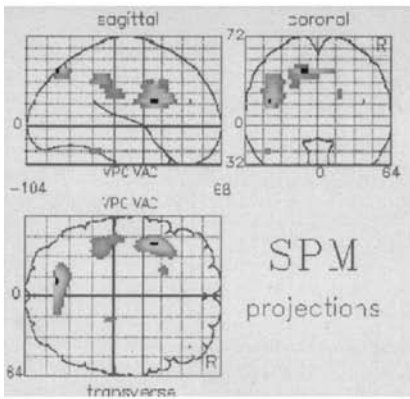 sagittal
coronal
72
R
0
0
32
VPC VAC
-104
68
0
64
VPC VAC
0
R
64
transverse
SPM
projections